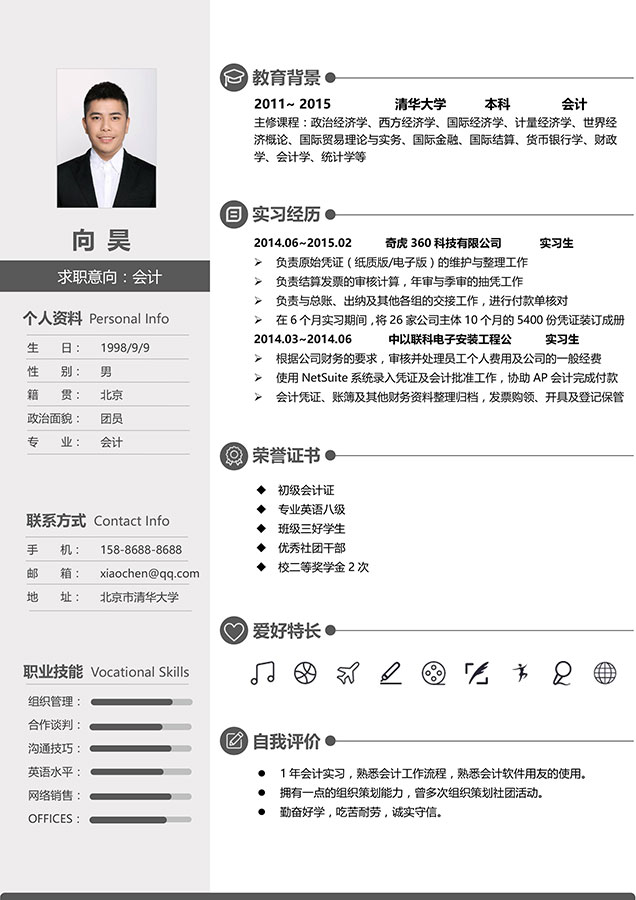 向 昊
求职意向：会计
个人资料 Personal Info
生 日： 1998/9/9
性 别： 男
籍 贯： 北京
政治面貌： 团员
专 业： 会计
联系方式 Contact Info
手 机： 158-8688-8688
邮 箱： xiaochen@qq.com
地 址： 北京市清华大学
职业技能 Vocational Skills
组织管理：
合作谈判：
沟通技巧：
英语水平：
网络销售：
OFFICES：
教育背景
2011~ 2015 清华大学 本科 会计
主修课程：政治经济学、西方经济学、国际经济学、计量经济学、世界经
济概论、国际贸易理论与实务、国际金融、国际结算、货币银行学、财政
学、会计学、统计学等
实习经历
2014.06~2015.02 奇虎 360 科技有限公司 实习生
负责原始凭证（纸质版/电子版）的维护与整理工作
负责结算发票的审核计算，年审与季审的抽凭工作
负责与总账、出纳及其他各组的交接工作，进行付款单核对
在 6 个月实习期间，将 26 家公司主体 10 个月的 5400 份凭证装订成册
2014.03~2014.06 中以联科电子安装工程公 实习生
根据公司财务的要求，审核并处理员工个人费用及公司的一般经费
使用 NetSuite 系统录入凭证及会计批准工作，协助 AP 会计完成付款
会计凭证、账簿及其他财务资料整理归档，发票购领、开具及登记保管
荣誉证书
初级会计证
专业英语八级
班级三好学生
优秀社团干部
校二等奖学金 2 次
爱好特长
自我评价
1 年会计实习，熟悉会计工作流程，熟悉会计软件用友的使用。
拥有一点的组织策划能力，曾多次组织策划社团活动。
勤奋好学，吃苦耐劳，诚实守信。